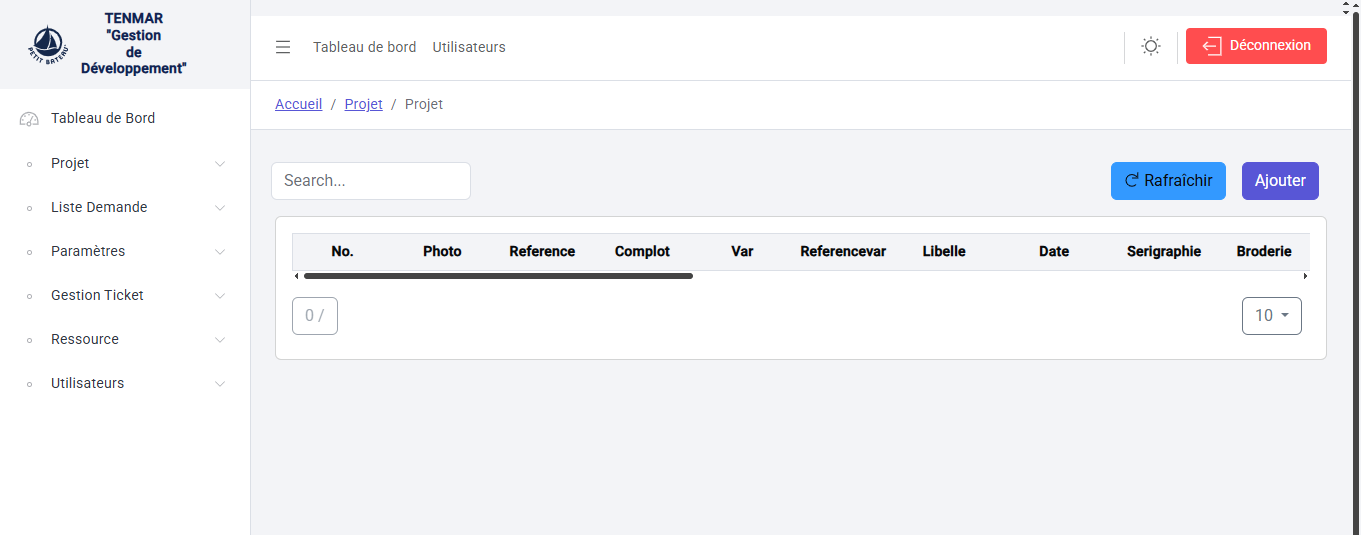 TENMAR
"Gestion
de
Développement"
PETIT BATEAU
Tableau de Bord
Projet
Liste Demande
Paramètres
Gestion Ticket
Ressource
Utilisateurs
Tableau de bord Utilisateurs
Déconnexion
Accueil / Projet / Projet
Search...
Rafraîchir Ajouter
No. Photo Reference Complot Var Referencevar Libelle Date Serigraphie Broderie
0 /
10